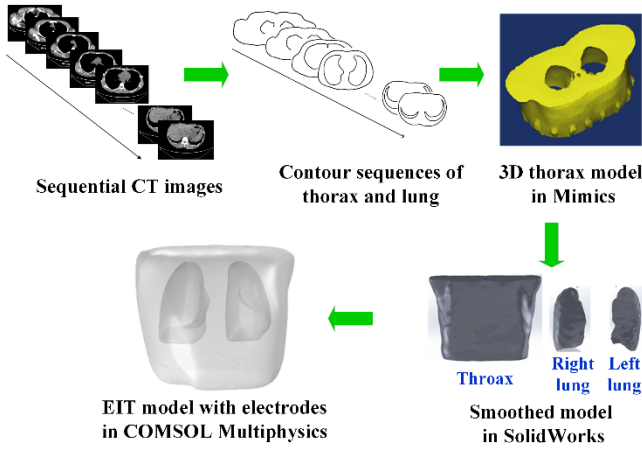 Sequential CT images
Contour sequences of
thorax and lung
3D thorax model
in Mimics
EIT model with electrodes
in COMSOL Multiphysics
Throax
Right
lung
Left
lung
Smoothed model
in SolidWorks